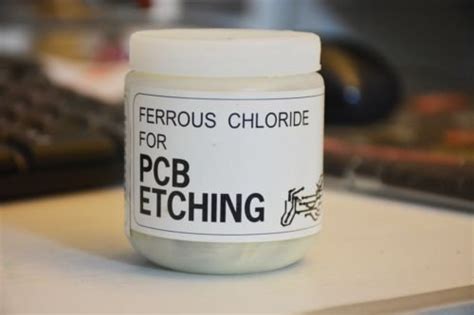 FERROUS CHLORIDE
FOR
PCB
ETCHING